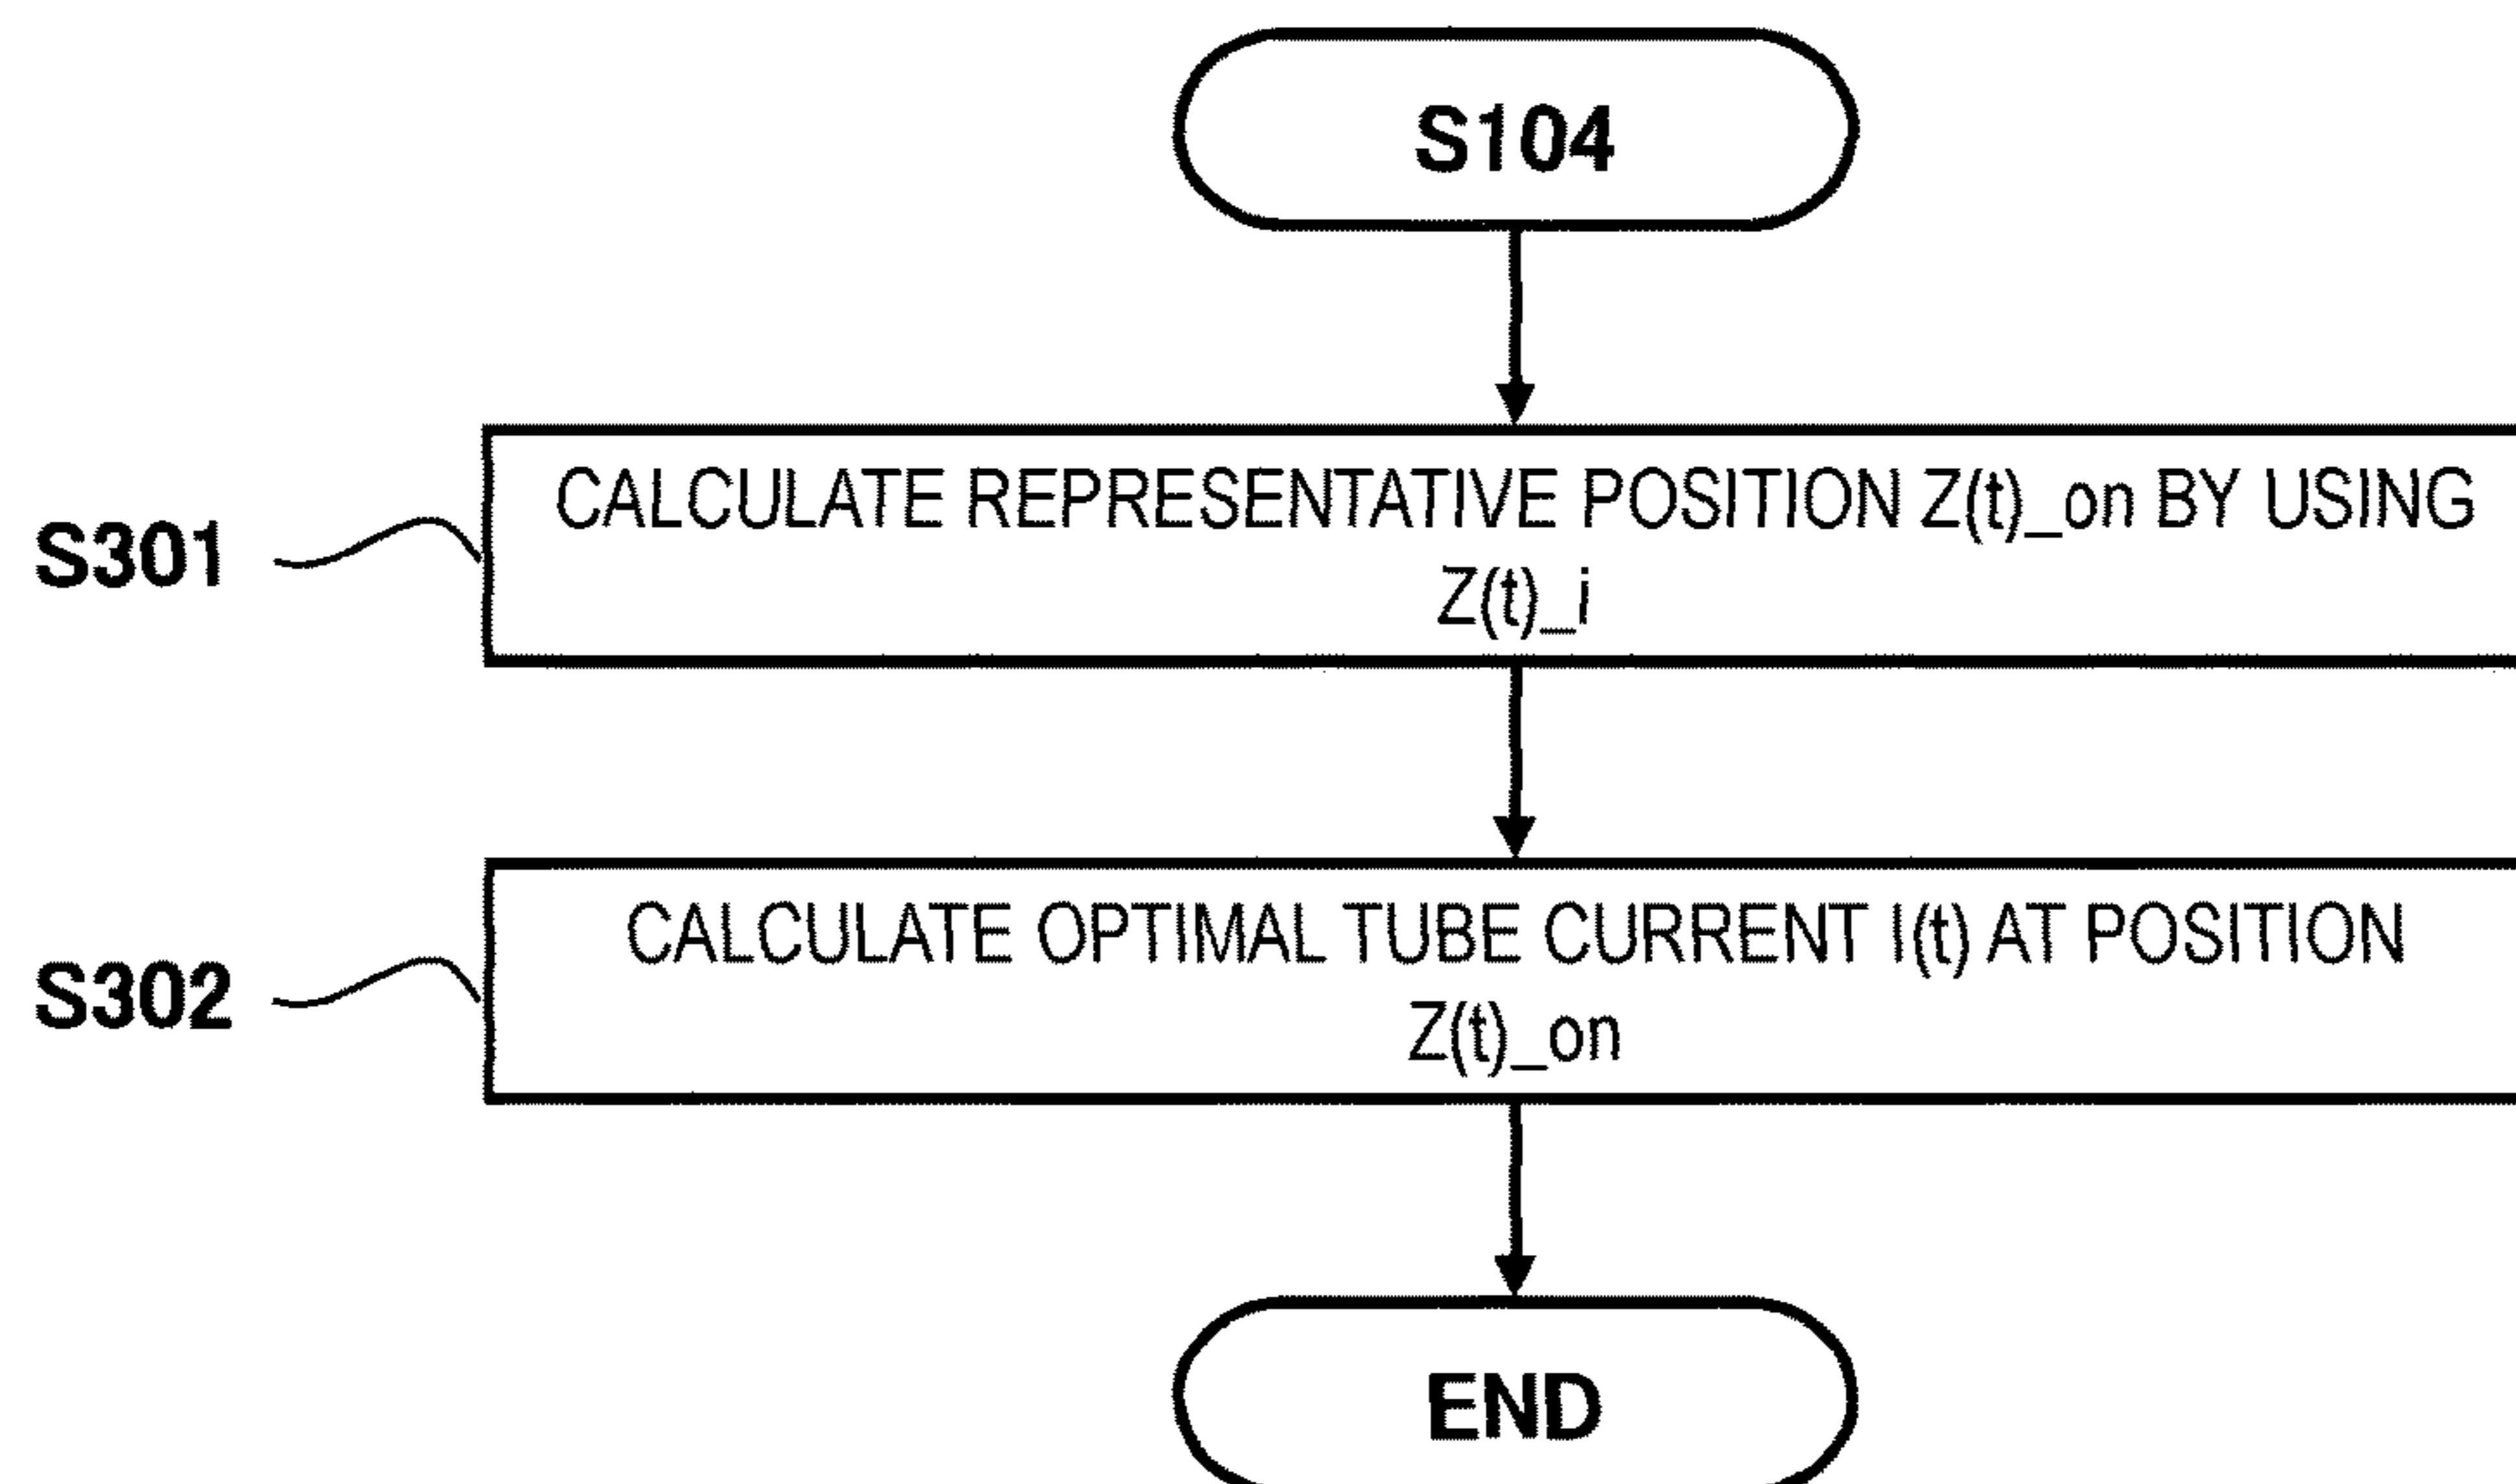 S104
CALCULATE REPRESENTATIVE POSITION Z(t)_on BY USING
Z(t)_i
S301
CALCULATE OPTIMAL TUBE CURRENT I(t) AT POSITION
Z(t)_on
S302
END